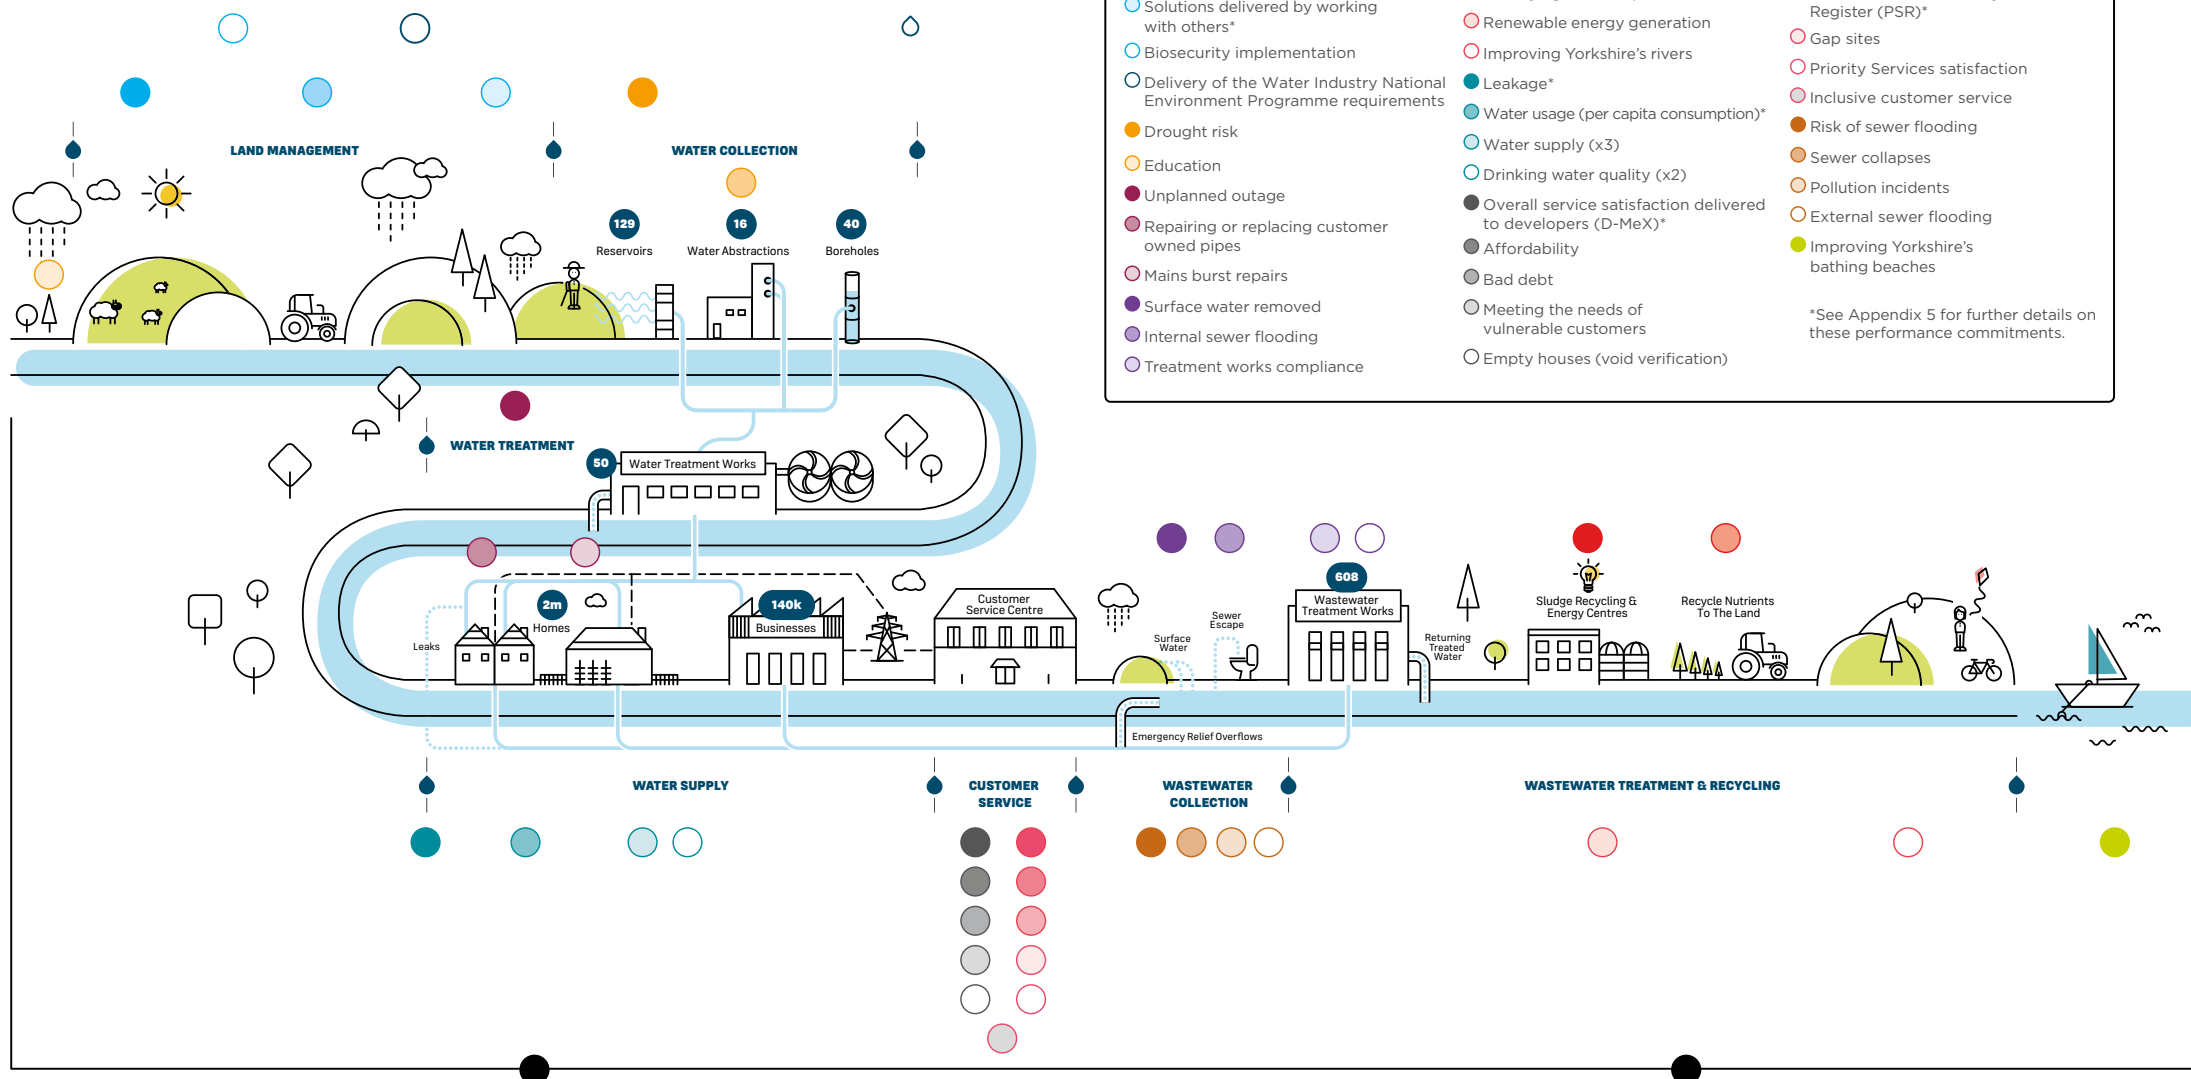 Solutions delivered by working
with others*
Biosecurity implementation
Delivery of the Water Industry National
Environment Programme requirements
Drought risk
Education
Unplanned outage
Repairing or replacing customer
owned pipes
Mains burst repairs
Surface water removed
Internal sewer flooding
Treatment works compliance
Renewable energy generation
Improving Yorkshire's rivers
Leakage*
Water usage (per capita consumption)*
Water supply (x3)
Drinking water quality (x2)
Overall service satisfaction delivered
to developers (D-MeX)*
Affordability
Bad debt
Meeting the needs of
vulnerable customers
Empty houses (void verification)
Register (PSR)*
Gap sites
Priority Services satisfaction
Inclusive customer service
Risk of sewer flooding
Sewer collapses
Pollution incidents
External sewer flooding
Improving Yorkshire's
bathing beaches
*See Appendix 5 for further details on
these performance commitments.
LAND MANAGEMENT
WATER COLLECTION
129
Reservoirs
16
Water Abstractions
40
Boreholes
WATER TREATMENT
50
Water Treatment Works
Leaks
2m
Homes
140k
Businesses
Customer
Service Centre
Surface
Water
Sewer
Escape
608
Wastewater
Treatment Works
Returning
Treated
Water
Sludge Recycling &
Energy Centres
Recycle Nutrients
To The Land
Emergency Relief Overflows
WATER SUPPLY
CUSTOMER
SERVICE
WASTEWATER
COLLECTION
WASTEWATER TREATMENT & RECYCLING